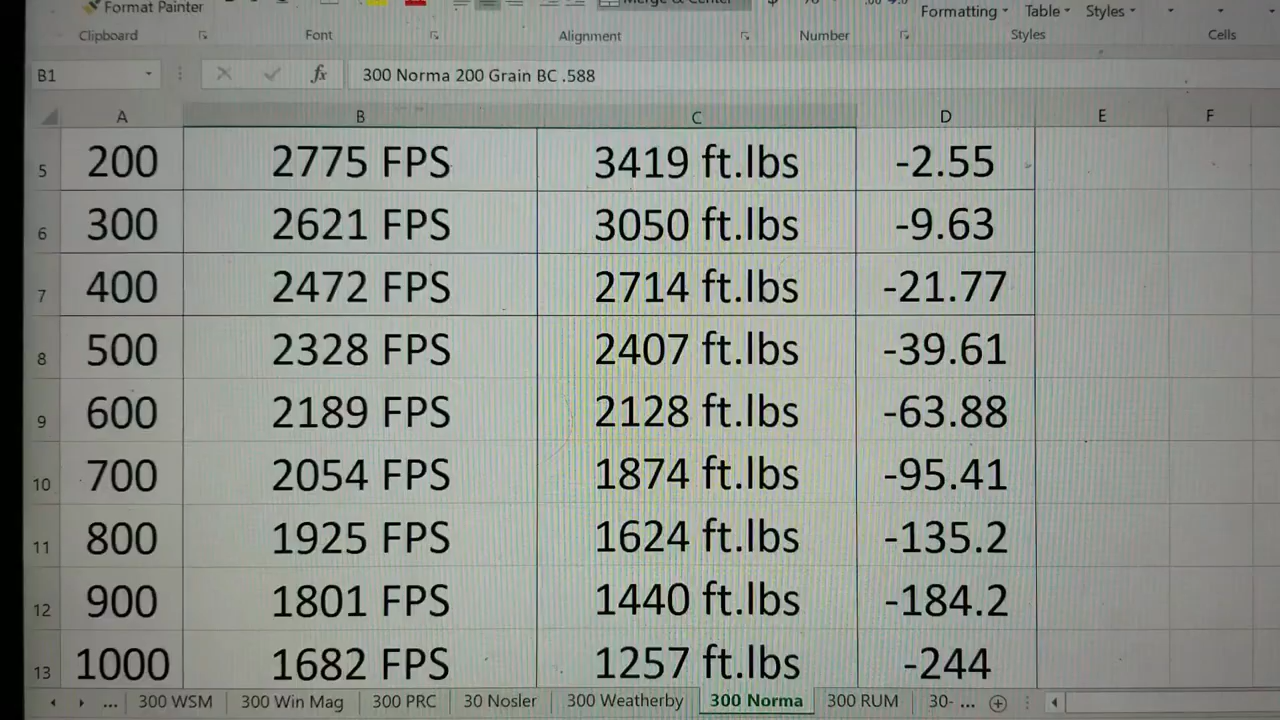 Format Painter
Merge & Center
Formatting Table Styles
Clipboard Font Alignment Number Styles Cells
B1 fx 300 Norma 200 Grain BC .588
A B C D E F
5 200 2775 FPS 3419 ft.lbs -2.55
6 300 2621 FPS 3050 ft.lbs -9.63
7 400 2472 FPS 2714 ft.lbs -21.77
8 500 2328 FPS 2407 ft.lbs -39.61
9 600 2189 FPS 2128 ft.lbs -63.88
10 700 2054 FPS 1874 ft.lbs -95.41
11 800 1925 FPS 1624 ft.lbs -135.2
12 900 1801 FPS 1440 ft.lbs -184.2
13 1000 1682 FPS 1257 ft.lbs -244
... 300 WSM 300 Win Mag 300 PRC 30 Nosler 300 Weatherby 300 Norma 300 RUM 30- ...